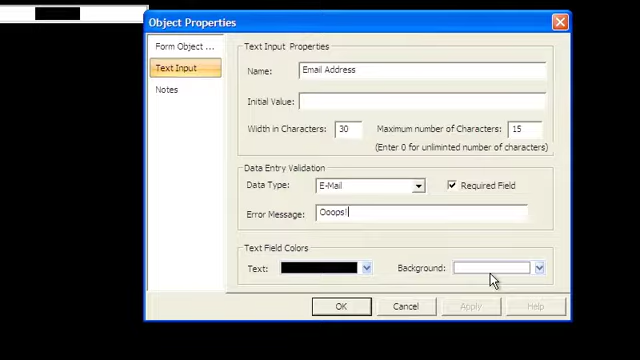 Object Properties
Form Object ...
Text Input
Notes
Text Input Properties
Name: Email Address
Initial Value:
Width in Characters: 30 Maximum number of Characters: 15
(Enter 0 for unliminted number of characters)
Data Entry Validation
Data Type: E-Mail Required Field
Error Message: Ooops!
Text Field Colors
Text: Background:
OK Cancel Apply Help